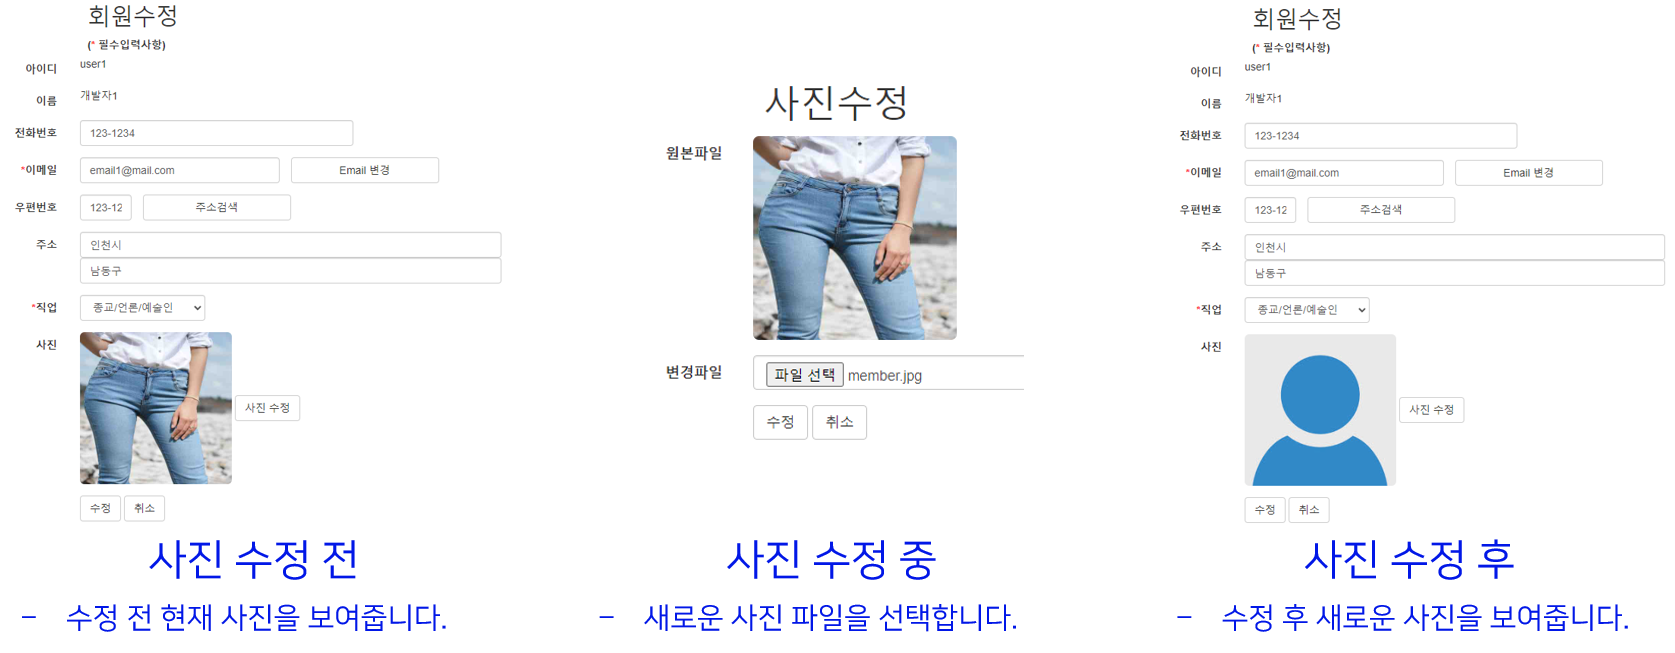 회원수정
(* 필수입력사항)
아이디 user1
이름 개발자1
전화번호 123-1234
*이메일 email1@mail.com Email 변경
우편번호 123-12 주소검색
주소 인천시
남동구
*직업 종교/언론/예술인
사진 사진 수정
수정 취소
사진 수정 전
– 수정 전 현재 사진을 보여줍니다.
사진수정
원본파일
변경파일 파일 선택 member.jpg
수정 취소
사진 수정 중
– 새로운 사진 파일을 선택합니다.
회원수정
(* 필수입력사항)
아이디 user1
이름 개발자1
전화번호 123-1234
*이메일 email1@mail.com Email 변경
우편번호 123-12 주소검색
주소 인천시
남동구
*직업 종교/언론/예술인
사진 사진 수정
수정 취소
사진 수정 후
– 수정 후 새로운 사진을 보여줍니다.